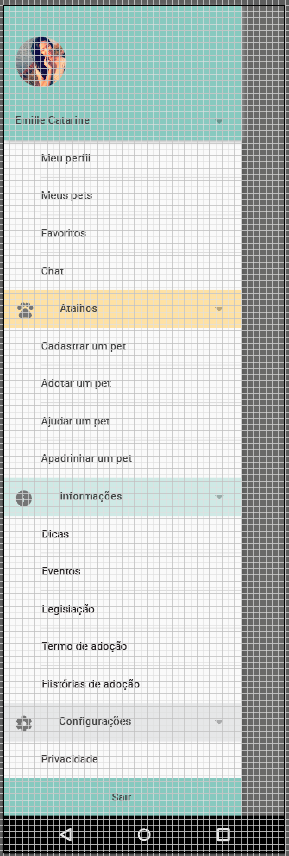 Emilie Catarine
Meu perfil
Meus pets
Favoritos
Chat
Atalhos
Cadastrar um pet
Adotar um pet
Ajudar um pet
Apadrinhar um pet
Informações
Dicas
Eventos
Legislação
Termo de adoção
Histórias de adoção
Configurações
Privacidade
Sair